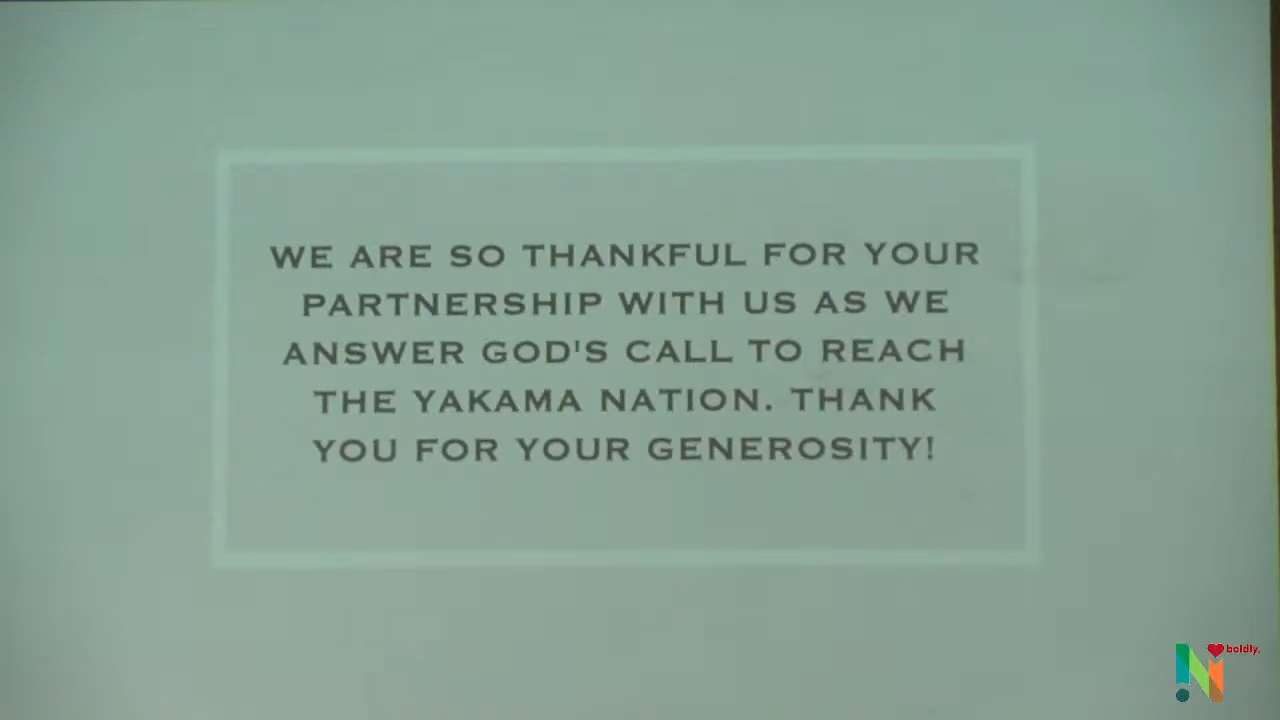 WE ARE SO THANKFUL FOR YOUR
PARTNERSHIP WITH US AS WE
ANSWER GOD'S CALL TO REACH
THE YAKAMA NATION. THANK
YOU FOR YOUR GENEROSITY!
N boldly.